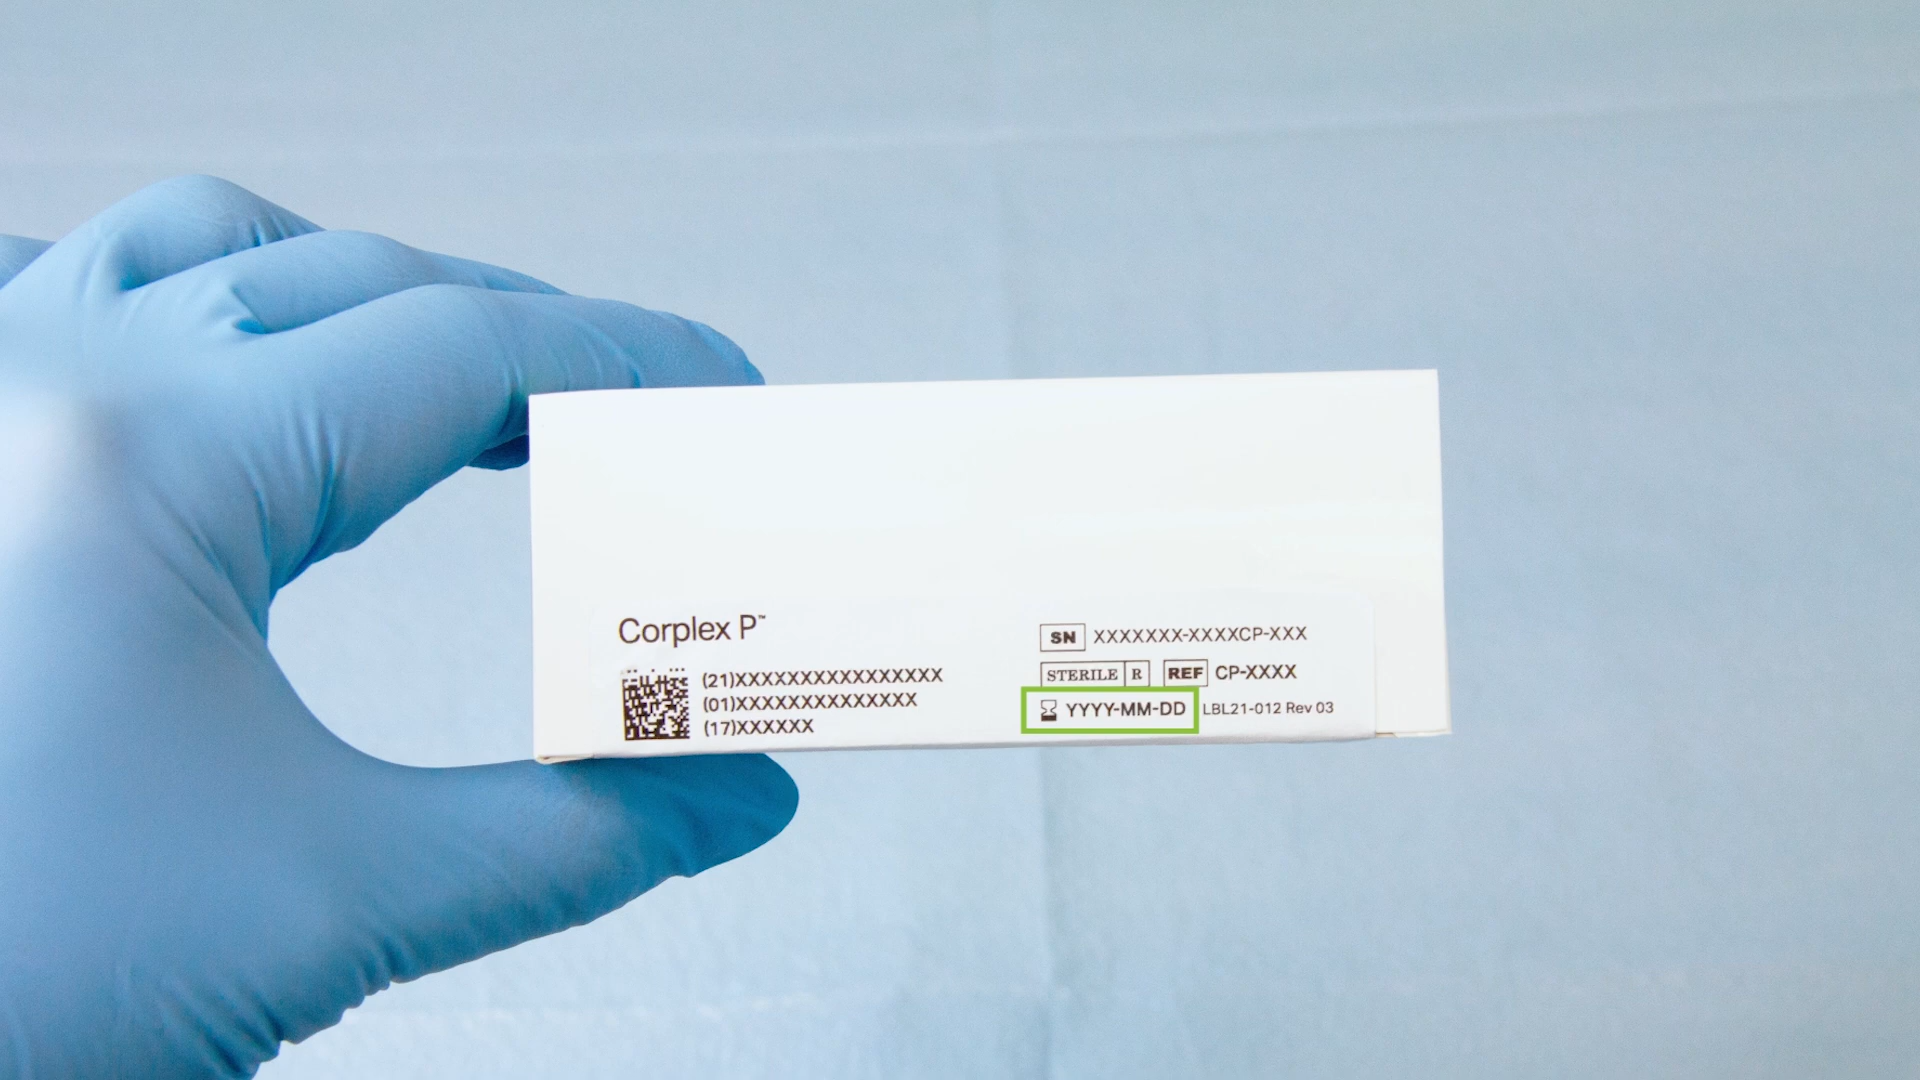 Corplex P™
(21)XXXXXXXXXXXXXXXX
(01)XXXXXXXXXXXXXX
(17)XXXXXX
SN XXXXXXX-XXXXCP-XXX
STERILE R REF CP-XXXX
YYYY-MM-DD LBL21-012 Rev 03